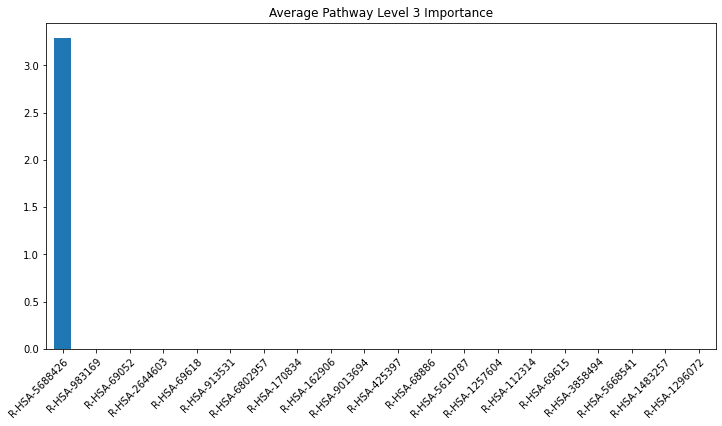 Average Pathway Level 3 Importance
3.0
2.5
2.0
1.5
1.0
0.5
0.0
R-HSA-5688426
R-HSA-983169
R-HSA-69052
R-HSA-2644603
R-HSA-69618
R-HSA-913531
R-HSA-6802957
R-HSA-170834
R-HSA-162906
R-HSA-9013694
R-HSA-425397
R-HSA-68886
R-HSA-5610787
R-HSA-1257604
R-HSA-112314
R-HSA-69615
R-HSA-3858494
R-HSA-5668541
R-HSA-1483257
R-HSA-1296072